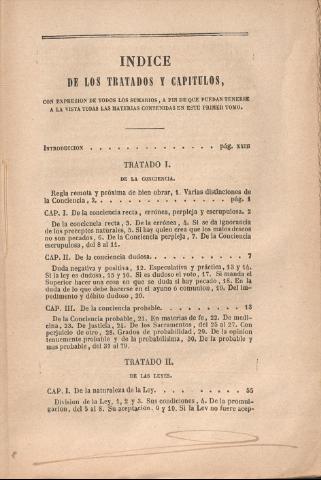 INDICE
DE LOS TRATADOS Y CAPITULOS,
CON EXPRESION DE TODOS LOS SUMARIOS, A FIN DE QUE PUEDAN TENERSE
A LA VISTA TODAS LAS MATERIAS CONTENIDAS EN ESTE PRIMER TOMO.
INTRODUCCION . . . . . . . . . . . . . . . pág. XXIII
TRATADO I.
DE LA CONCIENCIA.
Regla remota y próxima de bien obrar, 1. Varias distinciones de
la Conciencia, 2. . . . . . . . . . . . . . . . pág. 1
CAP. I. De la conciencia recta, errónea, perpleja y escrupulosa. 2
De la conciencia recta, 3. De la errónea, 4. Si se da ignorancia
de los preceptos naturales, 5. Si hay quien crea que los malos deseos
no son pecados, 6. De la Conciencia perpleja, 7. De la Conciencia
escrupulosa, del 8 al 11.
CAP. II. De la conciencia dudosa. . . . . . . . . . 7
Duda negativa y positiva, 12. Especulativa y práctica, 13 y 14.
Si la ley es dudosa, 15 y 16. Si es dudoso el voto, 17. Si manda el
Superior hacer una cosa en que se duda si hay pecado, 18. En la
duda de lo que debe hacerse en el ayuno ó comunion, 19. Del im-
pedimento y débito dudoso, 20.
CAP. III. De la conciencia probable. . . . . . . . . 13
De la Conciencia probable, 21. En materias de fe, 22. De medi-
cina, 23. De justicia, 24. De los Sacramentos, del 25 al 27. Con
perjuicio de otro, 28. Grados de probabilidad, 29. De la opinion
tenuemente probable y de la probabilísima, 30. De la probable y
mas probable, del 31 al 79.
TRATADO II.
DE LAS LEYES.
CAP. I. De la naturaleza de la Ley. . . . . . . . . 55
Division de la Ley, 1, 2 y 3. Sus condiciones, 4. De la promul-
gacion, del 5 al 8. Su aceptacion, 9 y 10. Si la Ley no fuere acep-